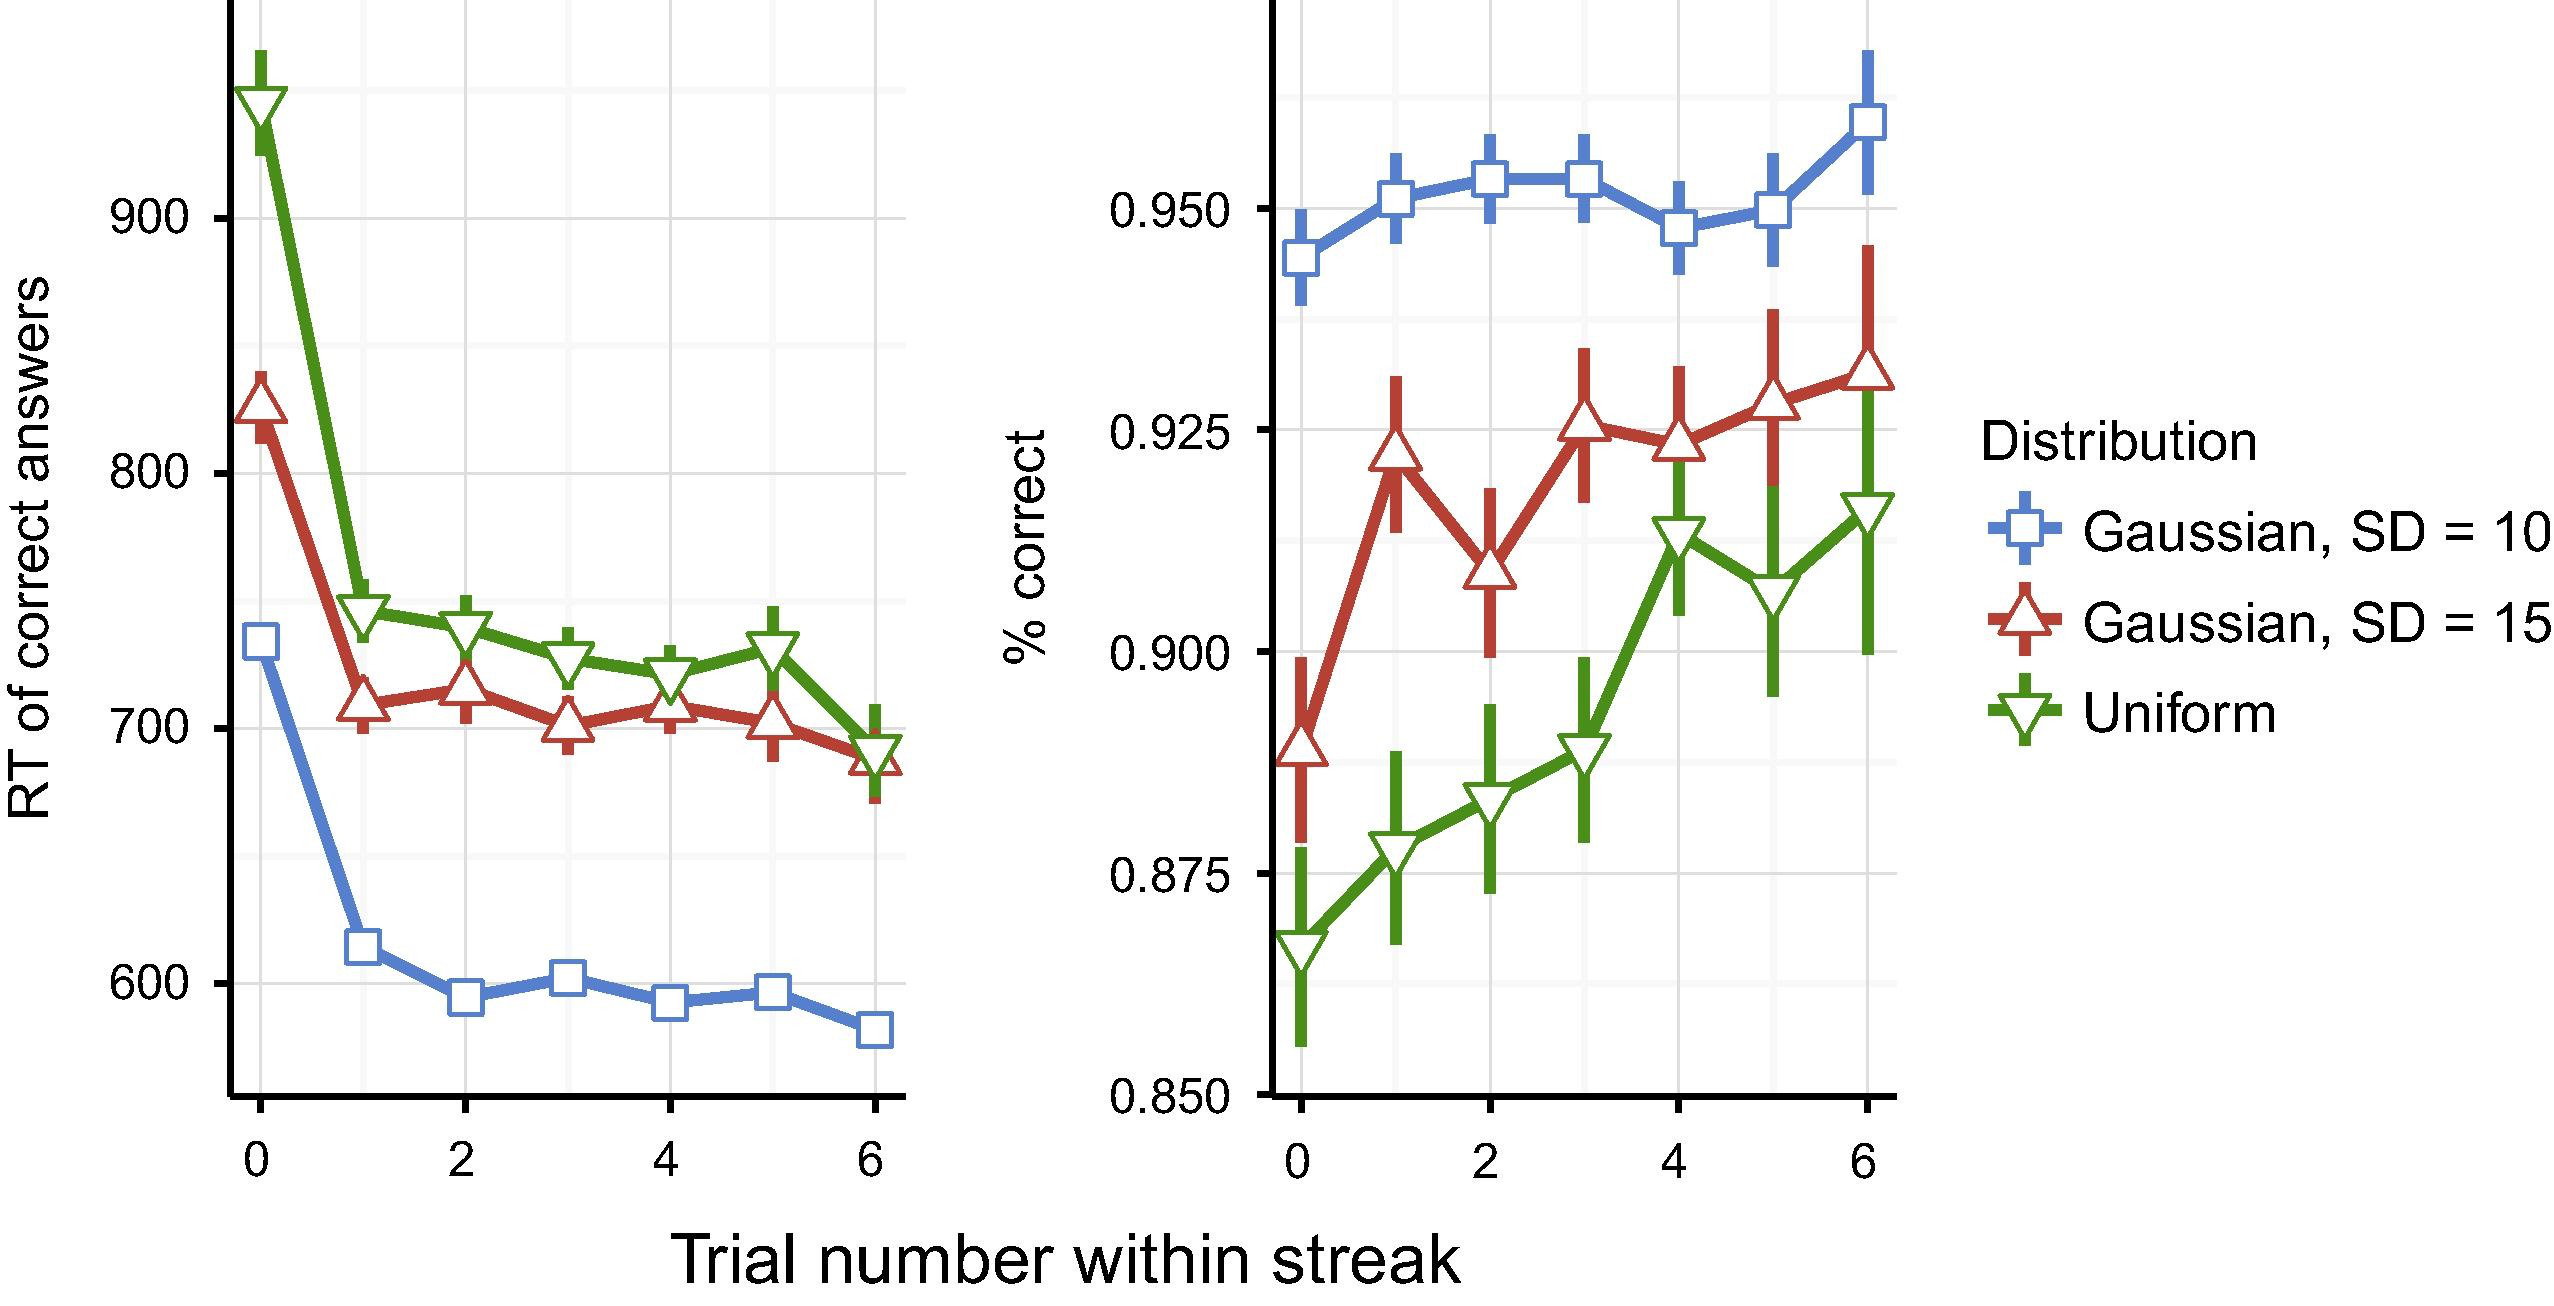 RT of correct answers
900
800
700
600
0 2 4 6
% correct
0.950
0.925
0.900
0.875
0.850
0 2 4 6
Trial number within streak
Distribution
Gaussian, SD = 10
Gaussian, SD = 15
Uniform